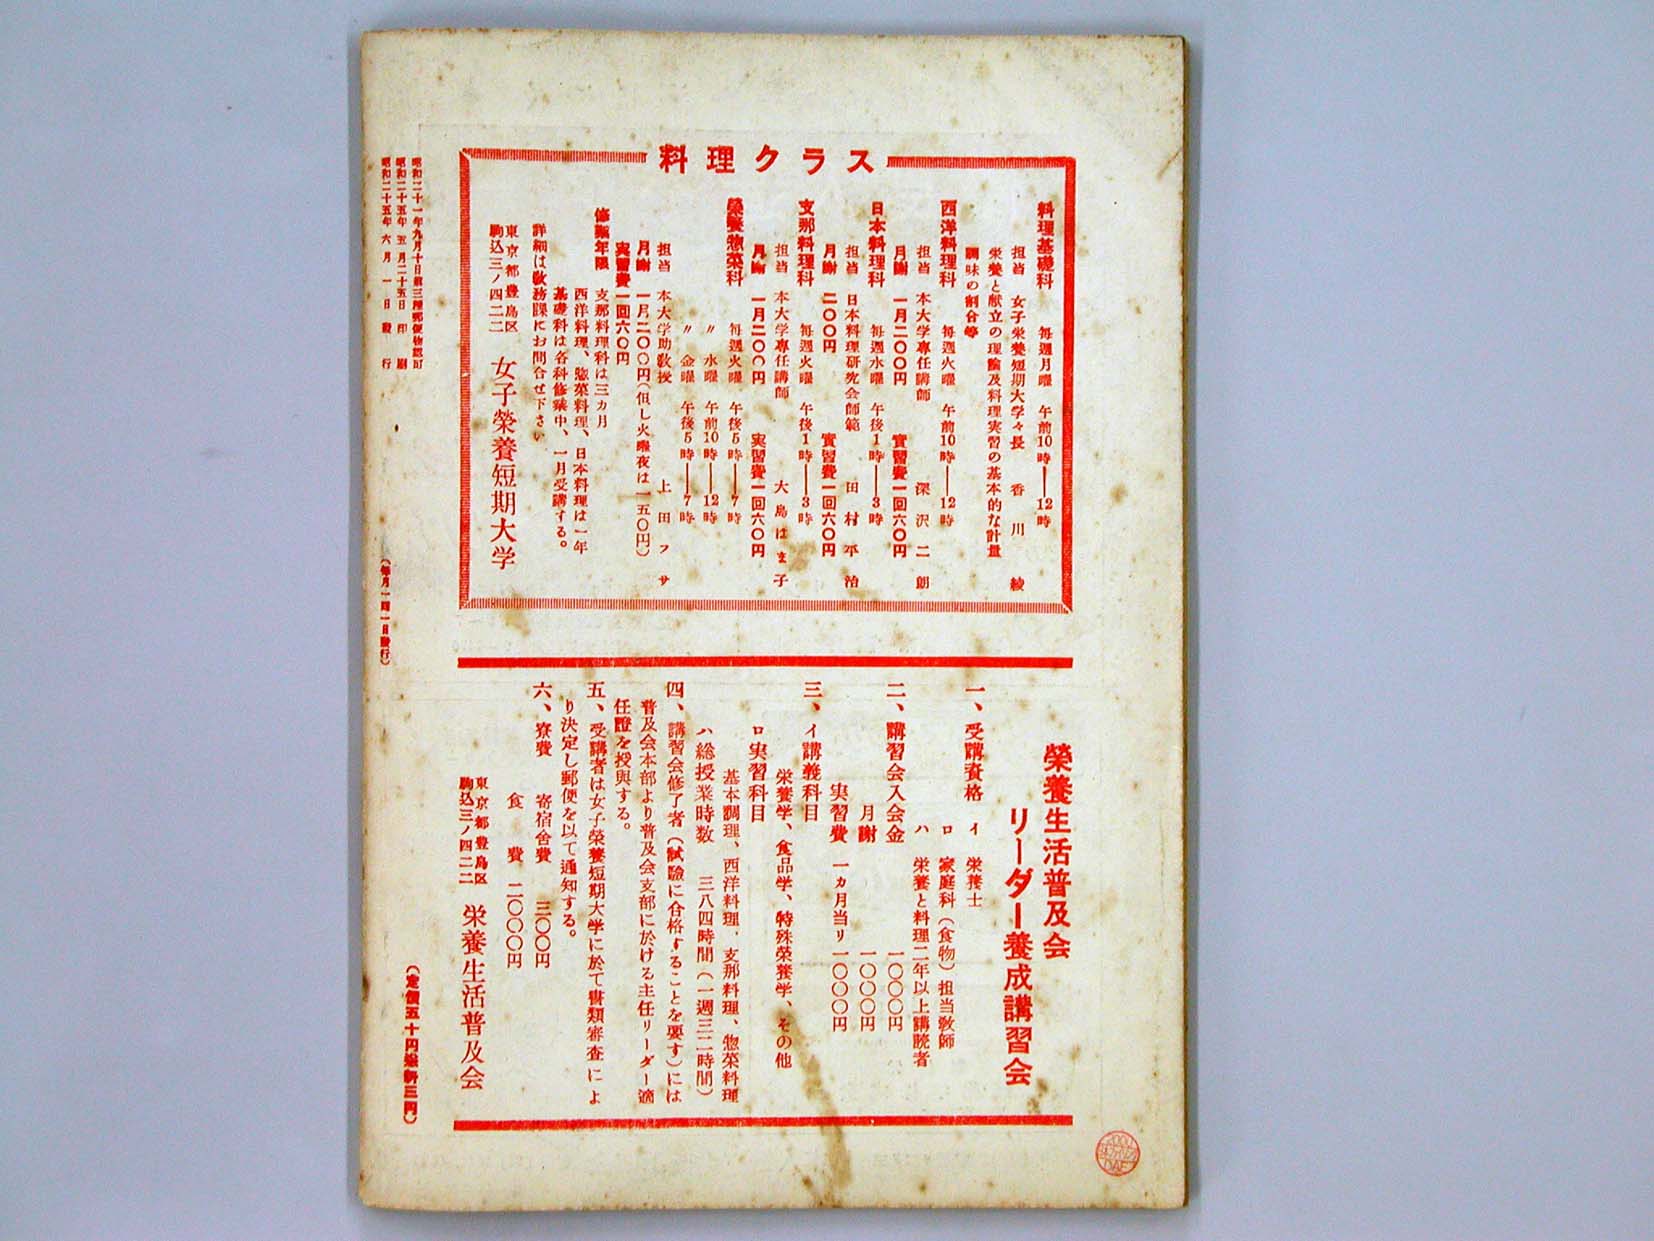 料理クラス
料理基礎科　毎週月曜　午前10時――12時
担当　女子栄養短期大学々長　香川　綾
栄養と献立の理論及料理実習の基本的な計量
調味の割合等
西洋料理科　毎週火曜　午前10時――12時
担当　本大学専任講師　深沢二朗
月謝　一月二〇〇円　實習費一回六〇円
日本料理科　毎週水曜　午後1時――3時
担当　日本料理研究会師範　田村平治
月謝　二〇〇円　實習費一回六〇円
支那料理科　毎週火曜　午後1時――3時
担当　本大学専任講師　大島はま子
月謝　一月二〇〇円　実習費一回六〇円
榮養惣菜科　毎週火曜　午後5時――7時
〃　水曜　午前10時――12時
〃　金曜　午後5時――7時
担当　本大学助教授　上田フサ
月謝　一月二〇〇円（但し火曜夜は一五〇円）
実習費一回六〇円
修業年限　支那料理科は三カ月
西洋料理、惣菜料理、日本料理は一年
基礎科は各科修業中、一月受講する。
詳細は教務課にお問合せ下さい
東京都豊島区
駒込三ノ四二二　女子榮養短期大学
榮養生活普及会
リーダー養成講習会
一、受講資格　イ　栄養士
ロ　家庭科（食物）担当教師
ハ　栄養と料理二年以上講読者
二、講習会入会金　一〇〇〇円
月謝　一〇〇〇円
実習費　一カ月当リ一〇〇〇円
三、イ講義科目
栄養学、食品学、特殊栄養学、その他
ロ実習科目
基本調理、西洋料理、支那料理、惣菜料理
ハ総授業時数　三八四時間（一週三二時間）
四、講習会修了者（試驗に合格することを要す）には
普及会本部より普及会支部に於ける主任リーダー適
任證を授與する。
五、受講者は女子榮養短期大学に於て書類審査によ
り決定し郵便を以て通知する。
六、寮費　寄宿舎費　三〇〇円
食費　二〇〇〇円
東京都豊島区
駒込三ノ四二二　栄養生活普及会
昭和二十一年九月十日第三種郵便物認可
昭和二十五年五月二十五日印刷
昭和二十五年六月一日發行
（毎月一回一日發行）
（定價五十円送料三円）